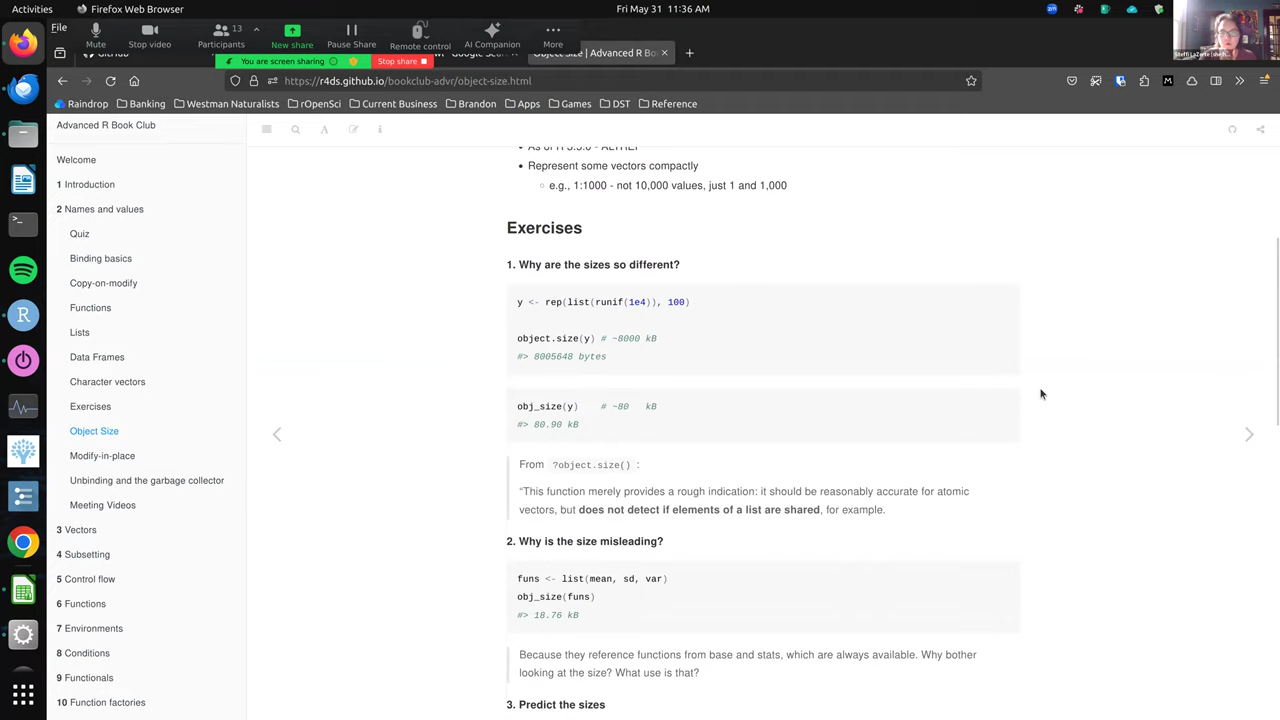 Activities
Firefox Web Browser
Fri May 31 11:36 AM
File
Mute
Stop video
13
Participants
New share
Pause Share
Remote control
AI Companion
More
You are screen sharing
Stop share
| Advanced R Bo
https://r4ds.github.io/bookclub-advr/object-size.html
Raindrop
Banking
Westman Naturalists
rOpenSci
Current Business
Brandon
Apps
Games
DST
Reference
Advanced R Book Club
Welcome
1 Introduction
2 Names and values
Quiz
Binding basics
Copy-on-modify
Functions
Lists
Data Frames
Character vectors
Exercises
Object Size
Modify-in-place
Unbinding and the garbage collector
Meeting Videos
3 Vectors
4 Subsetting
5 Control flow
6 Functions
7 Environments
8 Conditions
9 Functionals
10 Function factories
• Represent some vectors compactly
○ e.g., 1:1000 - not 10,000 values, just 1 and 1,000
Exercises
1. Why are the sizes so different?
y <- rep(list(runif(1e4)), 100)
object.size(y) # ~8000 kB
#> 8005648 bytes
obj_size(y) # ~80 kB
#> 80.90 kB
From ?object.size() :
“This function merely provides a rough indication: it should be reasonably accurate for atomic
vectors, but does not detect if elements of a list are shared, for example.
2. Why is the size misleading?
funs <- list(mean, sd, var)
obj_size(funs)
#> 18.76 kB
Because they reference functions from base and stats, which are always available. Why bother
looking at the size? What use is that?
3. Predict the sizes